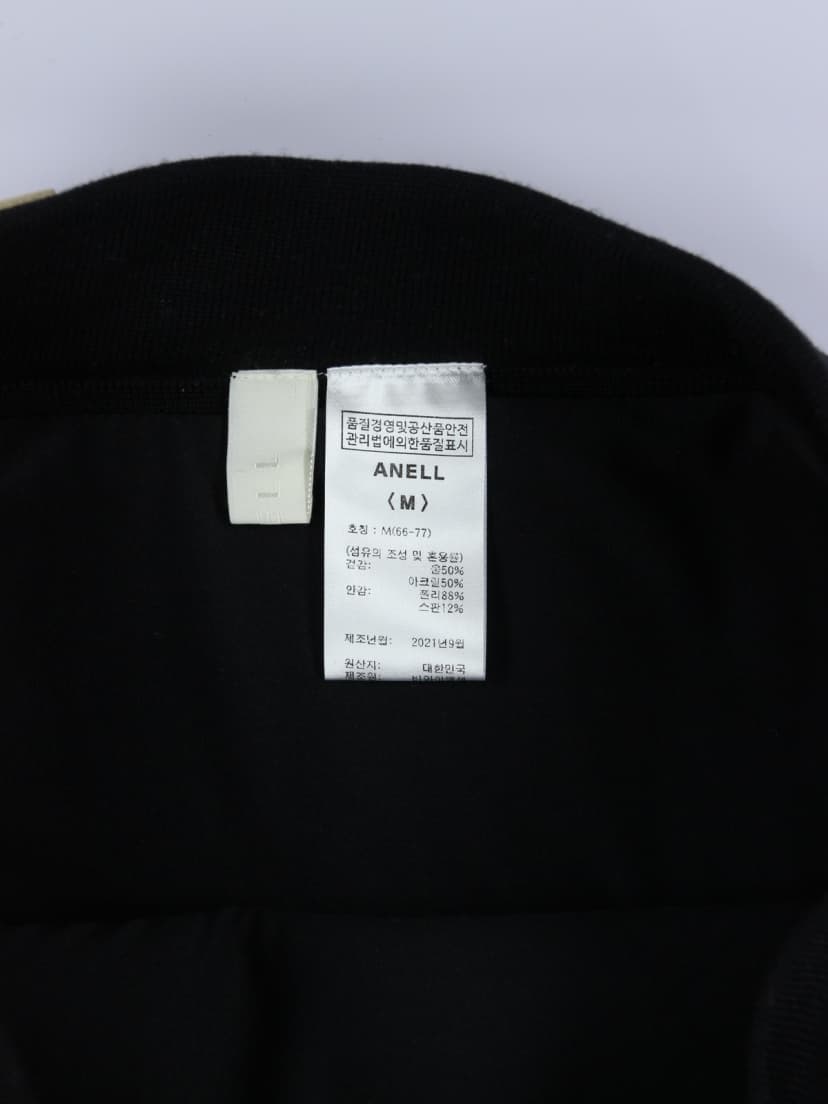 품질경영및공산품안전
관리법에의한품질표시
ANELL
〈M〉
호칭 : M(66-77)
(섬유의 조성 및 혼용률)
겉감: 울50%
아크릴50%
안감: 폴리88%
스판12%
제조년월: 2021년9월
원산지: 대한민국
제조원: